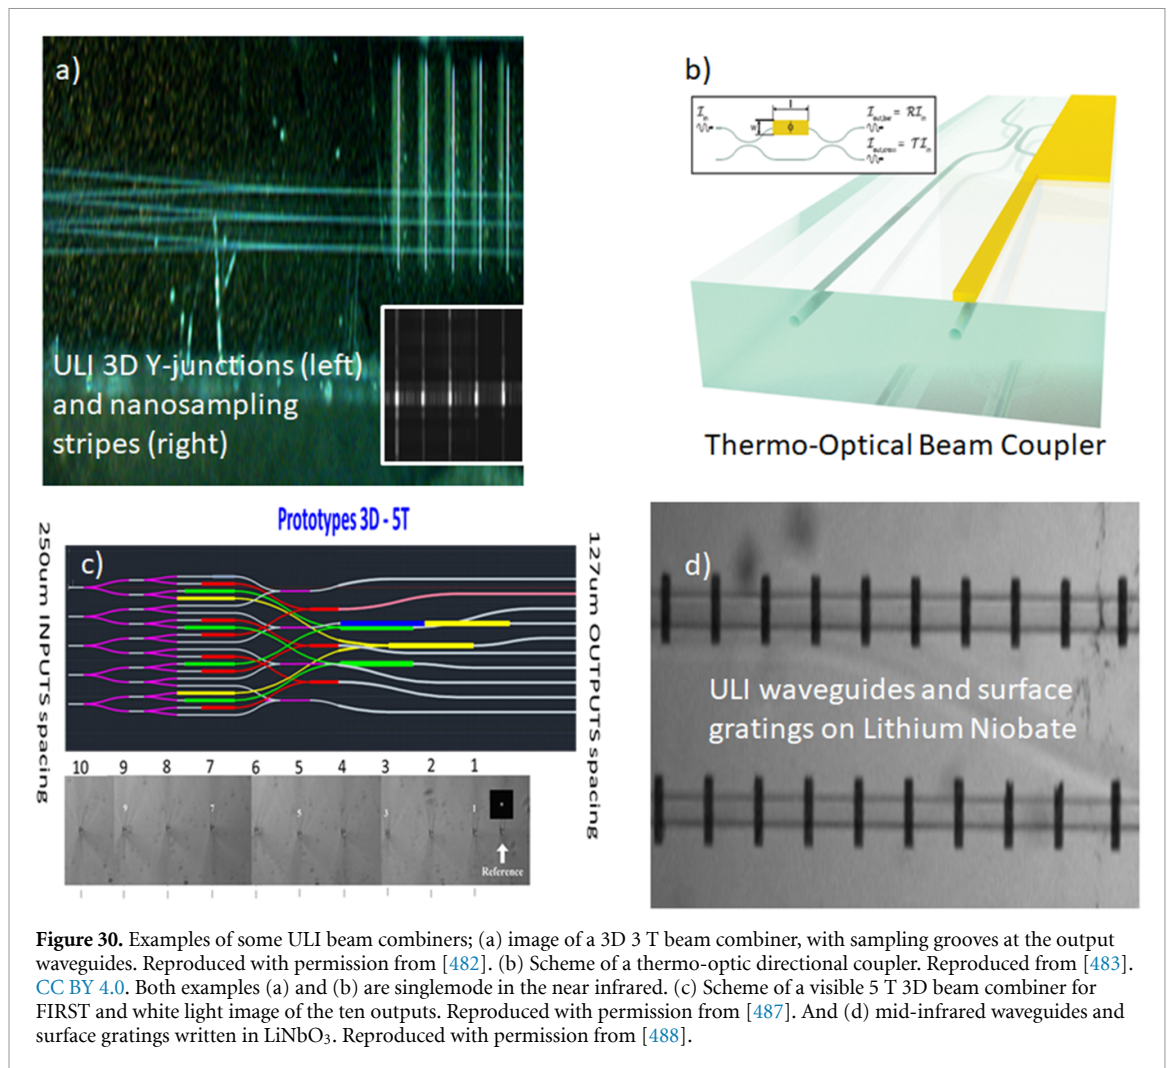 a)
ULI 3D Y-junctions (left)
and nanosampling
stripes (right)
b)
l
w
ϕ
Thermo-Optical Beam Coupler
Prototypes 3D - 5T
c)
250um INPUTS spacing
127um OUTPUTS spacing
10 9 8 7 6 5 4 3 2 1
9 7 5 3 1
Reference
d)
ULI waveguides and surface
gratings on Lithium Niobate
Figure 30. Examples of some ULI beam combiners; (a) image of a 3D 3 T beam combiner, with sampling grooves at the output
waveguides. Reproduced with permission from [482]. (b) Scheme of a thermo-optic directional coupler. Reproduced from [483].
CC BY 4.0. Both examples (a) and (b) are singlemode in the near infrared. (c) Scheme of a visible 5 T 3D beam combiner for
FIRST and white light image of the ten outputs. Reproduced with permission from [487]. And (d) mid-infrared waveguides and
surface gratings written in LiNbO₃. Reproduced with permission from [488].